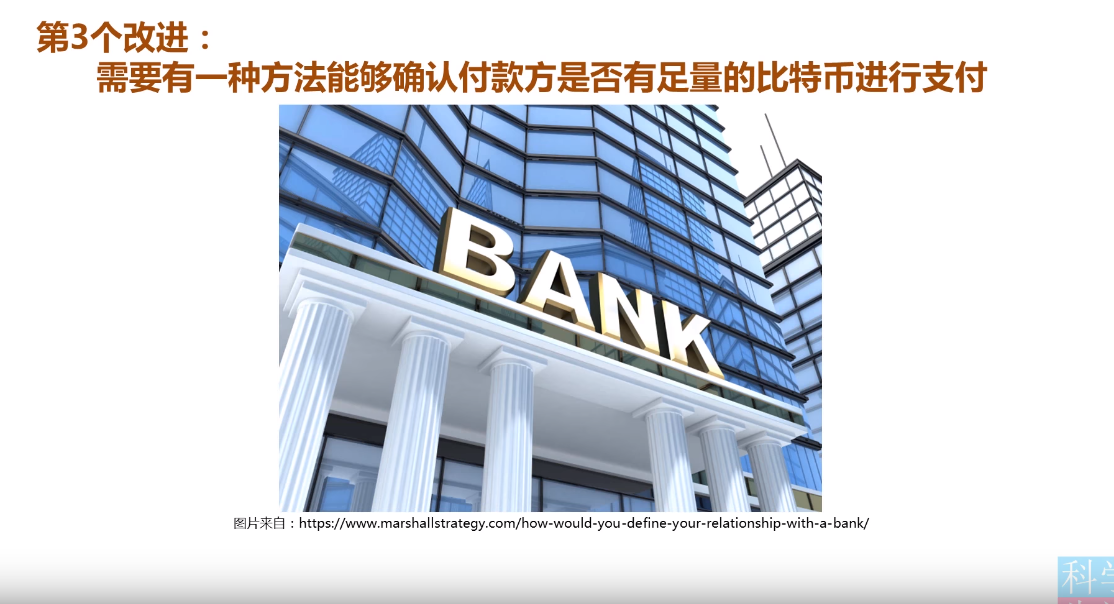 第3个改进：
需要有一种方法能够确认付款方是否有足量的比特币进行支付
BANK
图片来自：https://www.marshallstrategy.com/how-would-you-define-your-relationship-with-a-bank/
科学